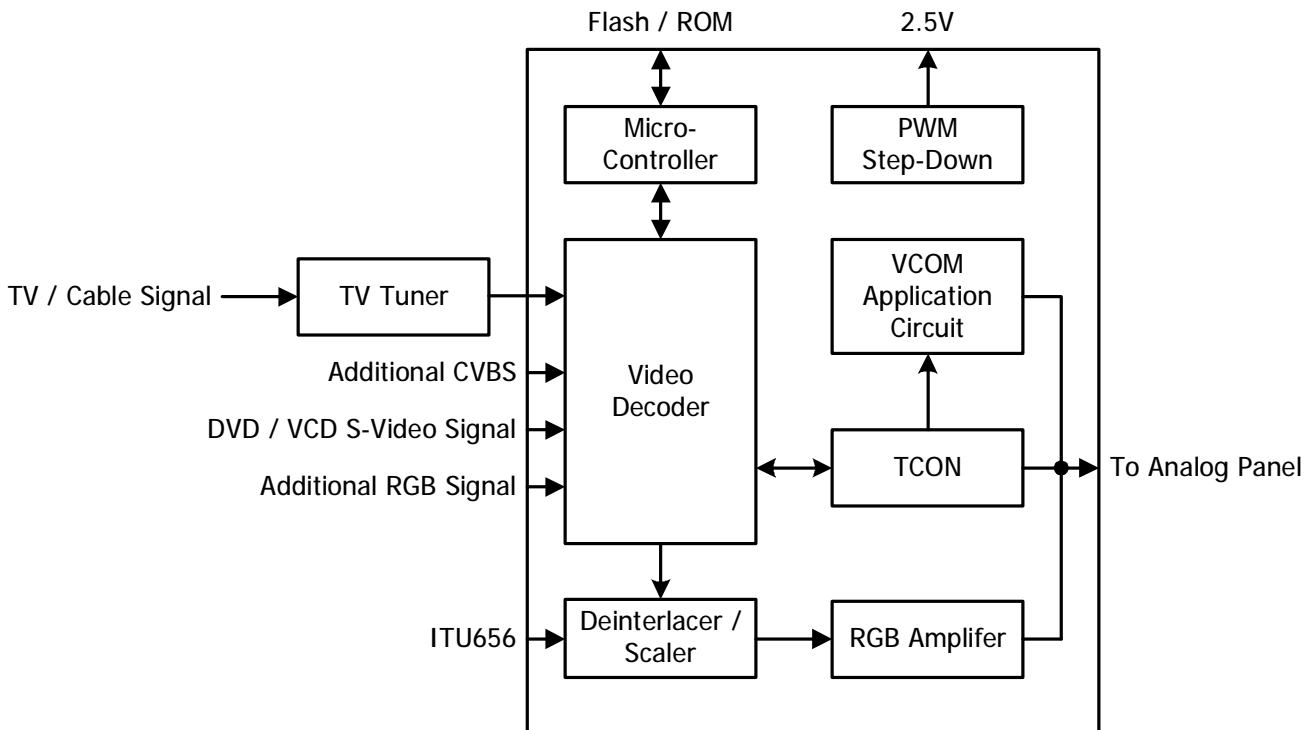 Flash / ROM
2.5V
Micro-
Controller
PWM
Step-Down
TV / Cable Signal
TV Tuner
VCOM
Application
Circuit
Additional CVBS
Video
Decoder
DVD / VCD S-Video Signal
TCON
To Analog Panel
Additional RGB Signal
ITU656
Deinterlacer /
Scaler
RGB Amplifer